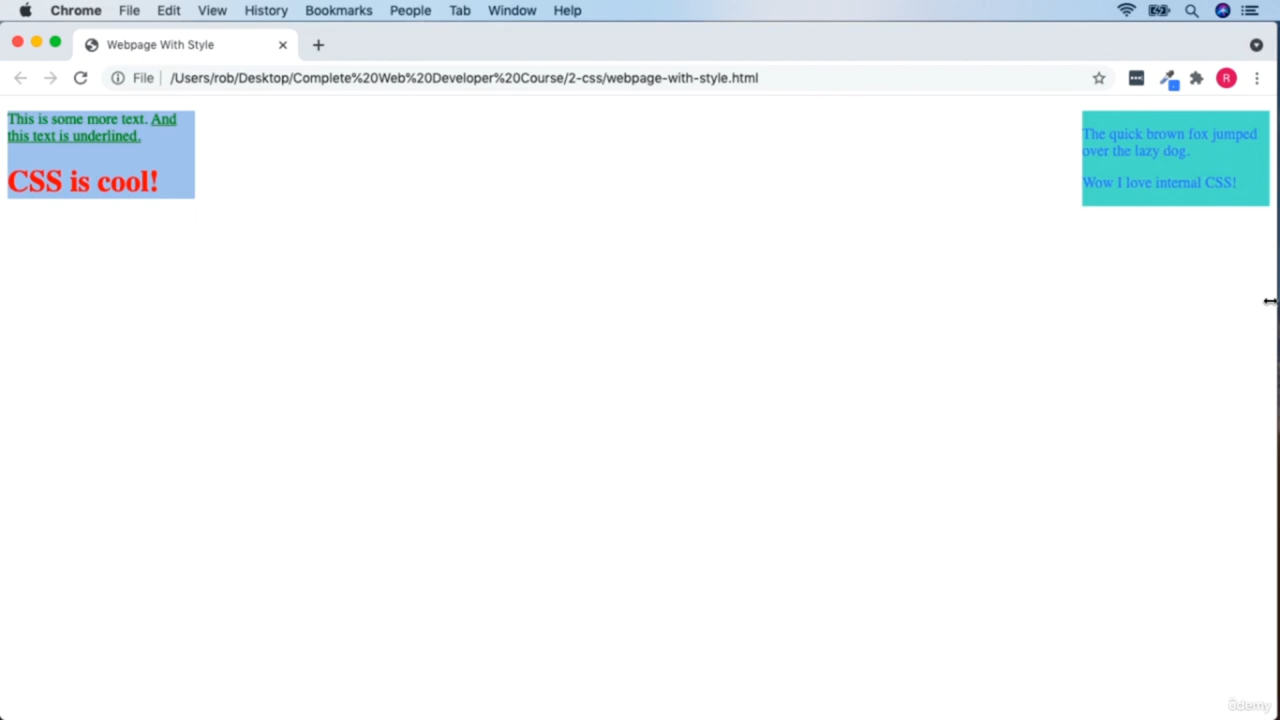 Chrome File Edit View History Bookmarks People Tab Window Help
Webpage With Style
File /Users/rob/Desktop/Complete%20Web%20Developer%20Course/2-css/webpage-with-style.html
R
This is some more text. And
this text is underlined.
CSS is cool!
The quick brown fox jumped
over the lazy dog.
Wow I love internal CSS!
ûdemy